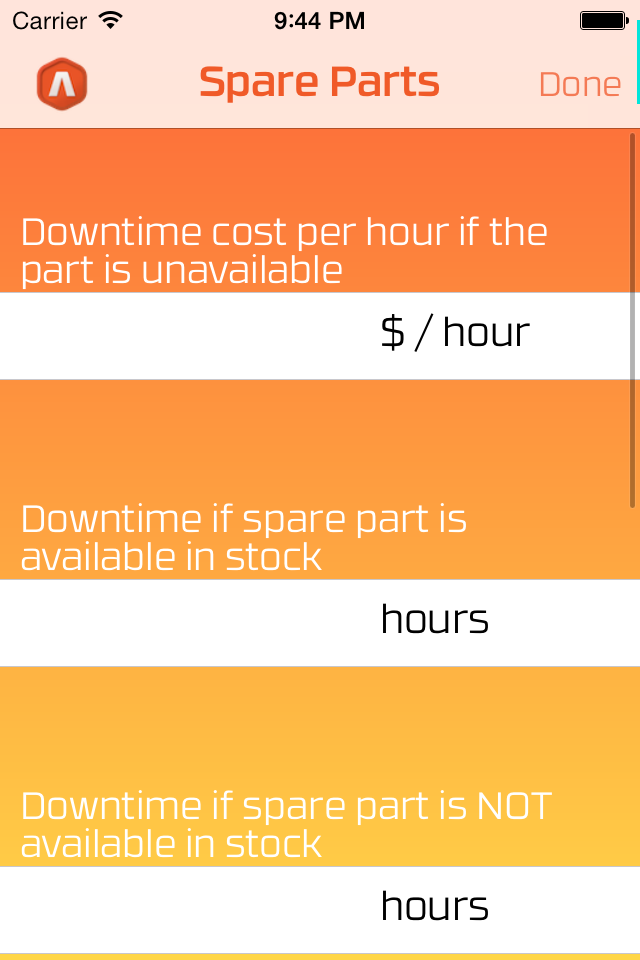 Carrier 9:44 PM
Spare Parts Done
Downtime cost per hour if the
part is unavailable
$ / hour
Downtime if spare part is
available in stock
hours
Downtime if spare part is NOT
available in stock
hours